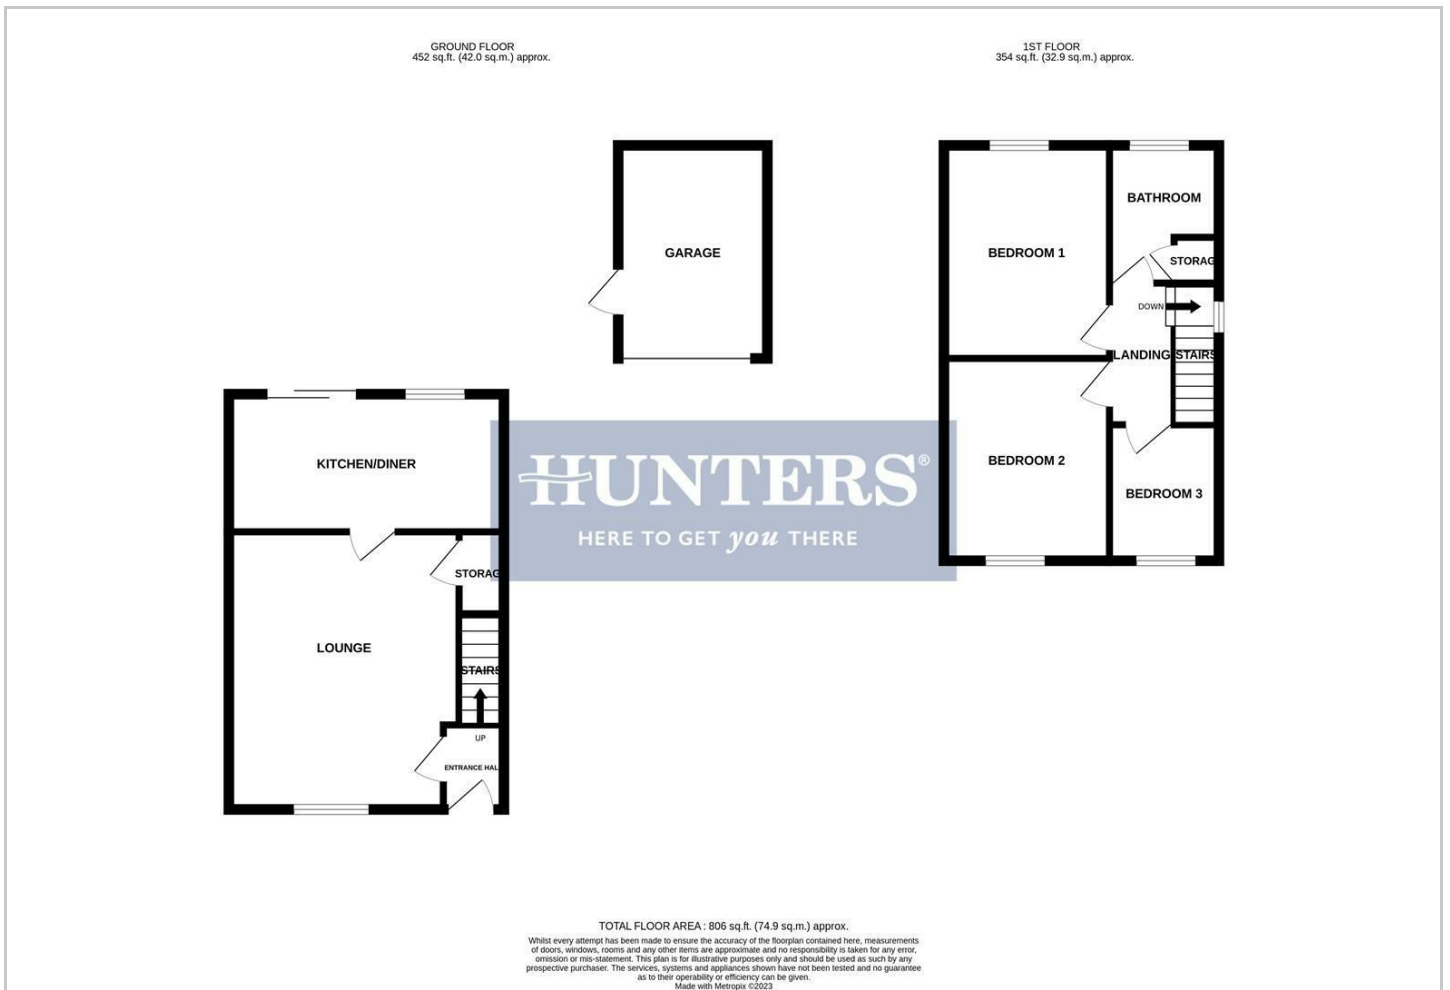 GROUND FLOOR
452 sq.ft. (42.0 sq.m.) approx.
1ST FLOOR
354 sq.ft. (32.9 sq.m.) approx.
GARAGE
KITCHEN/DINER
STORAG
LOUNGE
STAIRS
UP
ENTRANCE HAL
BATHROOM
BEDROOM 1
STORAG
DOWN
LANDING
STAIRS
BEDROOM 2
BEDROOM 3
HUNTERS®
HERE TO GET you THERE
TOTAL FLOOR AREA : 806 sq.ft. (74.9 sq.m.) approx.
Whilst every attempt has been made to ensure the accuracy of the floorplan contained here, measurements
of doors, windows, rooms and any other items are approximate and no responsibility is taken for any error,
omission or mis-statement. This plan is for illustrative purposes only and should be used as such by any
prospective purchaser. The services, systems and appliances shown have not been tested and no guarantee
as to their operability or efficiency can be given.
Made with Metropix ©2023